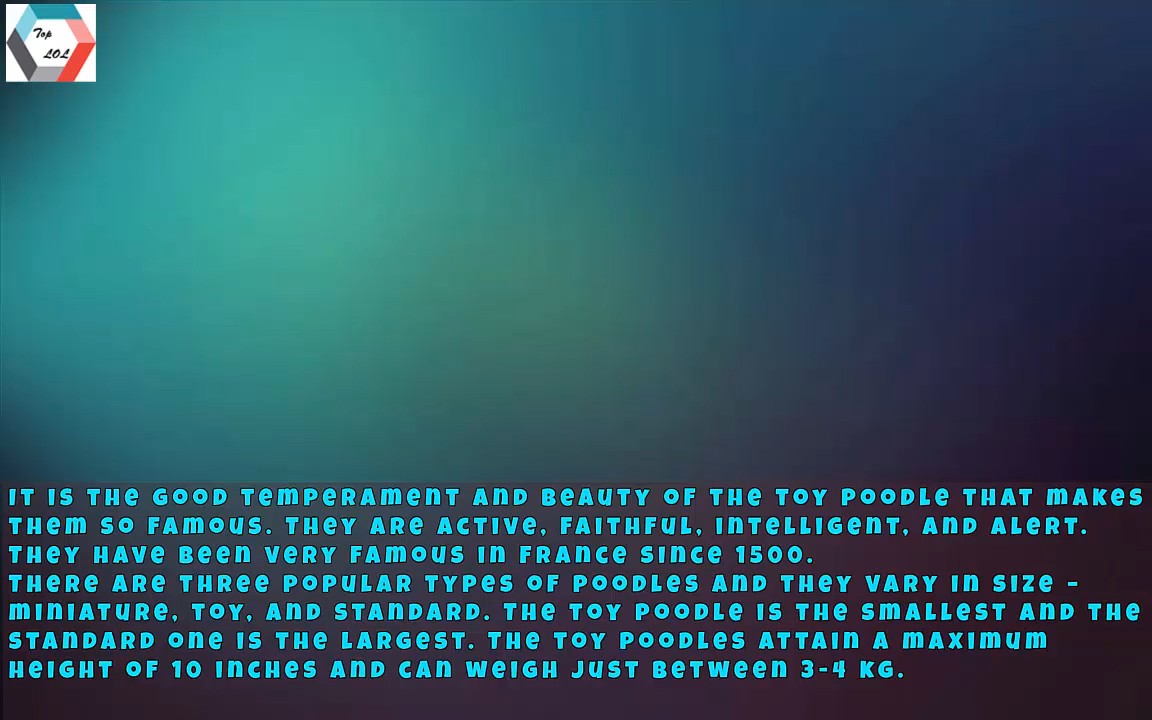 Top
LOL
IT IS THE GOOD TEMPERAMENT AND BEAUTY OF THE TOY POODLE THAT MAKES
THEM SO FAMOUS. THEY ARE ACTIVE, FAITHFUL, INTELLIGENT, AND ALERT.
THEY HAVE BEEN VERY FAMOUS IN FRANCE SINCE 1500.
THERE ARE THREE POPULAR TYPES OF POODLES AND THEY VARY IN SIZE -
MINIATURE, TOY, AND STANDARD. THE TOY POODLE IS THE SMALLEST AND THE
STANDARD ONE IS THE LARGEST. THE TOY POODLES ATTAIN A MAXIMUM
HEIGHT OF 10 INCHES AND CAN WEIGH JUST BETWEEN 3-4 KG.